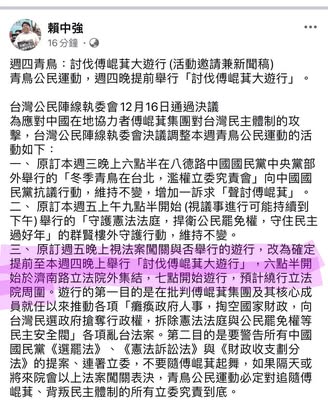 賴中強
16 分鐘
週四青鳥：討伐傅崐萁大遊行 (活動邀請兼新聞稿)
青鳥公民運動，週四晚提前舉行「討伐傅崐萁大遊行」。
台灣公民陣線執委會12月16日通過決議
為應對中國在地協力者傅崐萁集團對台灣民主體制的攻
擊，台灣公民陣線執委會決議調整本週青鳥公民運動的活
動如下：
一、 原訂本週三晚上六點半在八德路中國國民黨中央黨部
外舉行的「冬季青鳥在台北，濫權立委究責會」向中國國
民黨抗議行動，維持不變，增加一訴求「聲討傅崐萁」。
二、 原訂本週五上午九點半開始 (視議事進行可能持續到
下午) 舉行的 「守護憲法法庭，捍衛公民罷免權，守住民主
過好年」的群賢樓外守護行動，維持不變。
三、 原訂週五晚上視法案闖關與否舉行的遊行，改為確定
提前至本週四晚上舉行「討伐傅崐萁大遊行」，六點半開
始於濟南路立法院外集結，七點開始遊行，預計繞行立法
院周圍。遊行的第一目的是在批判傅崐萁集團及其核心成
員就任以來推動各項「癱瘓政府人事，掏空國家財政，向
台灣民選政府搶奪行政權，拆除憲法法庭與公民罷免權等
民主安全閥」各項亂台法案。第二目的是要警告所有中國
國民黨《選罷法》、《憲法訴訟法》與《財政收支劃分
法》的提案、連署立委，不要隨傅崐萁起舞，如果隔天或
將來院會以上法案闖關表決，青鳥公民運動必定對追隨傅
崐萁、背叛民主體制的所有立委究責到底。